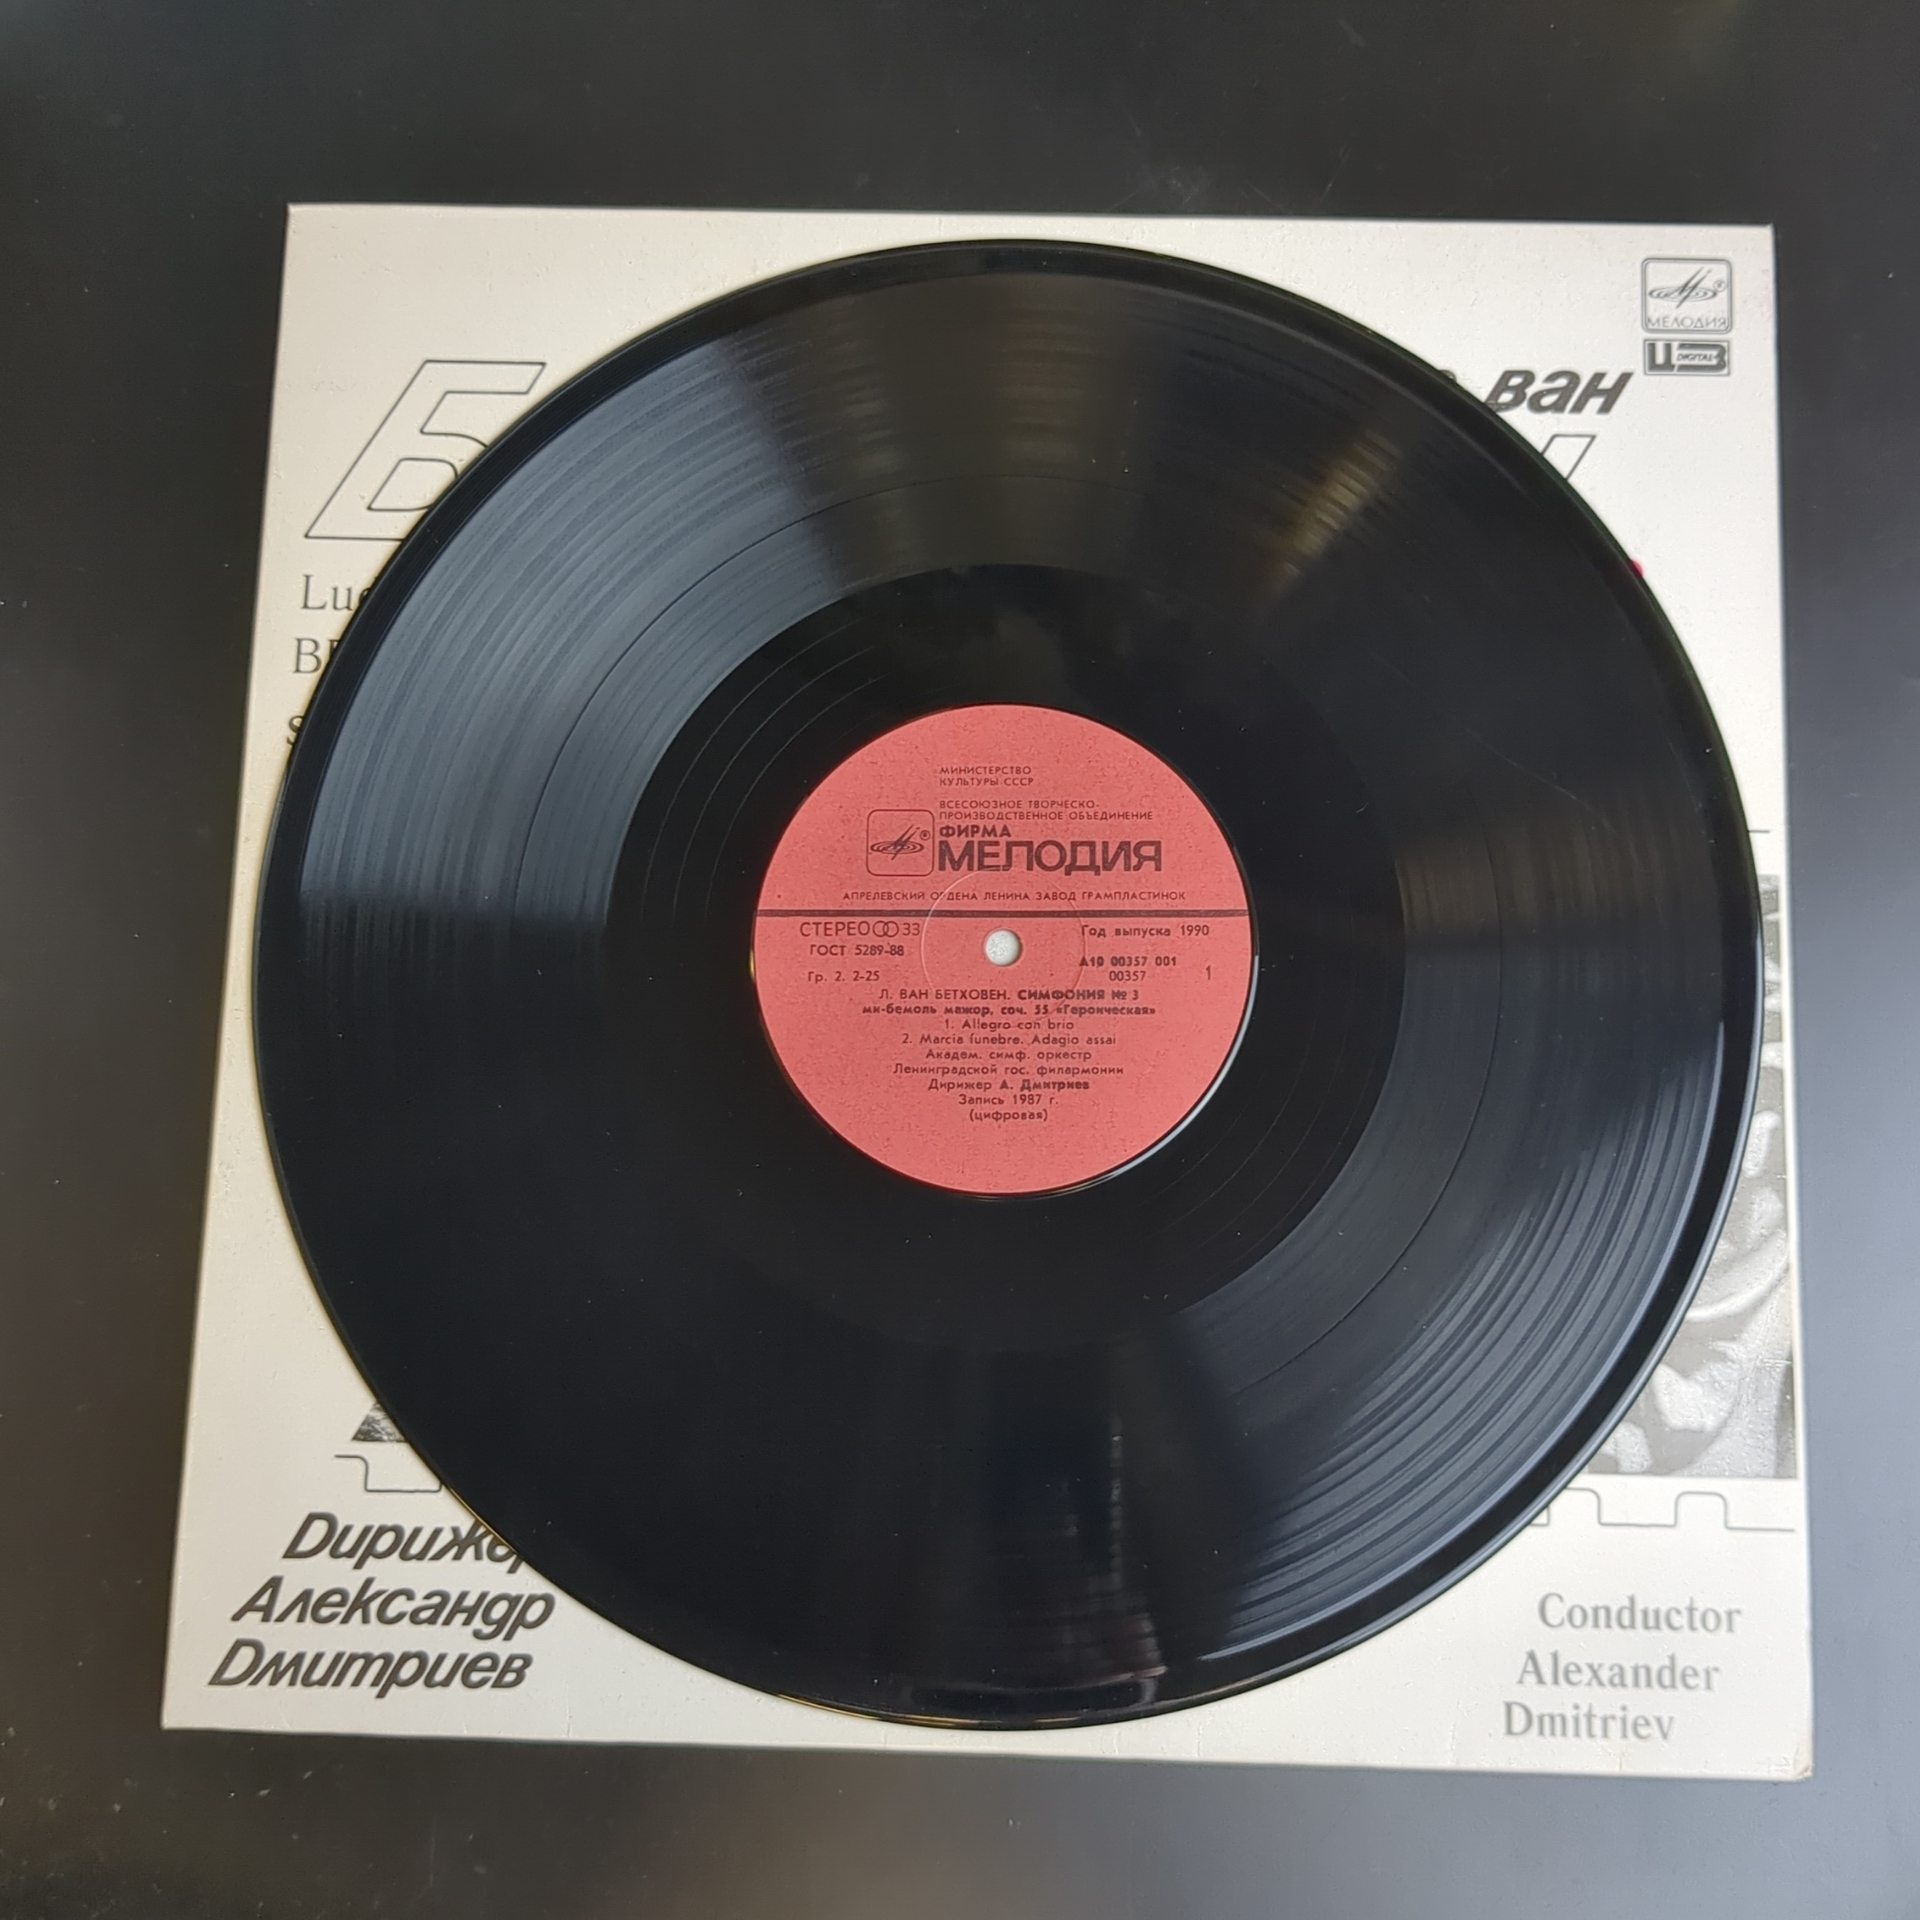 МЕЛОДИЯ
DIGITAL
ван
Б
Lu
B
S
МИНИСТЕРСТВО
КУЛЬТУРЫ СССР
ВСЕСОЮЗНОЕ ТВОРЧЕСКО-
ПРОИЗВОДСТВЕННОЕ ОБЪЕДИНЕНИЕ
ФИРМА
МЕЛОДИЯ
АПРЕЛЕВСКИЙ ОРДЕНА ЛЕНИНА ЗАВОД ГРАМПЛАСТИНОК
СТЕРЕО 33 Год выпуска 1990
ГОСТ 5289-88
А10 00357 001
Гр. 2. 2-25 00357 1
Л. ВАН БЕТХОВЕН. СИМФОНИЯ № 3
ми-бемоль мажор, соч. 55 «Героическая»
1. Allegro con brio
2. Marcia funebre. Adagio assai
Академ. симф. оркестр
Ленинградской гос. филармонии
Дирижер А. Дмитриев
Запись 1987 г.
(цифровая)
Дирижер
Александр
Дмитриев
Conductor
Alexander
Dmitriev